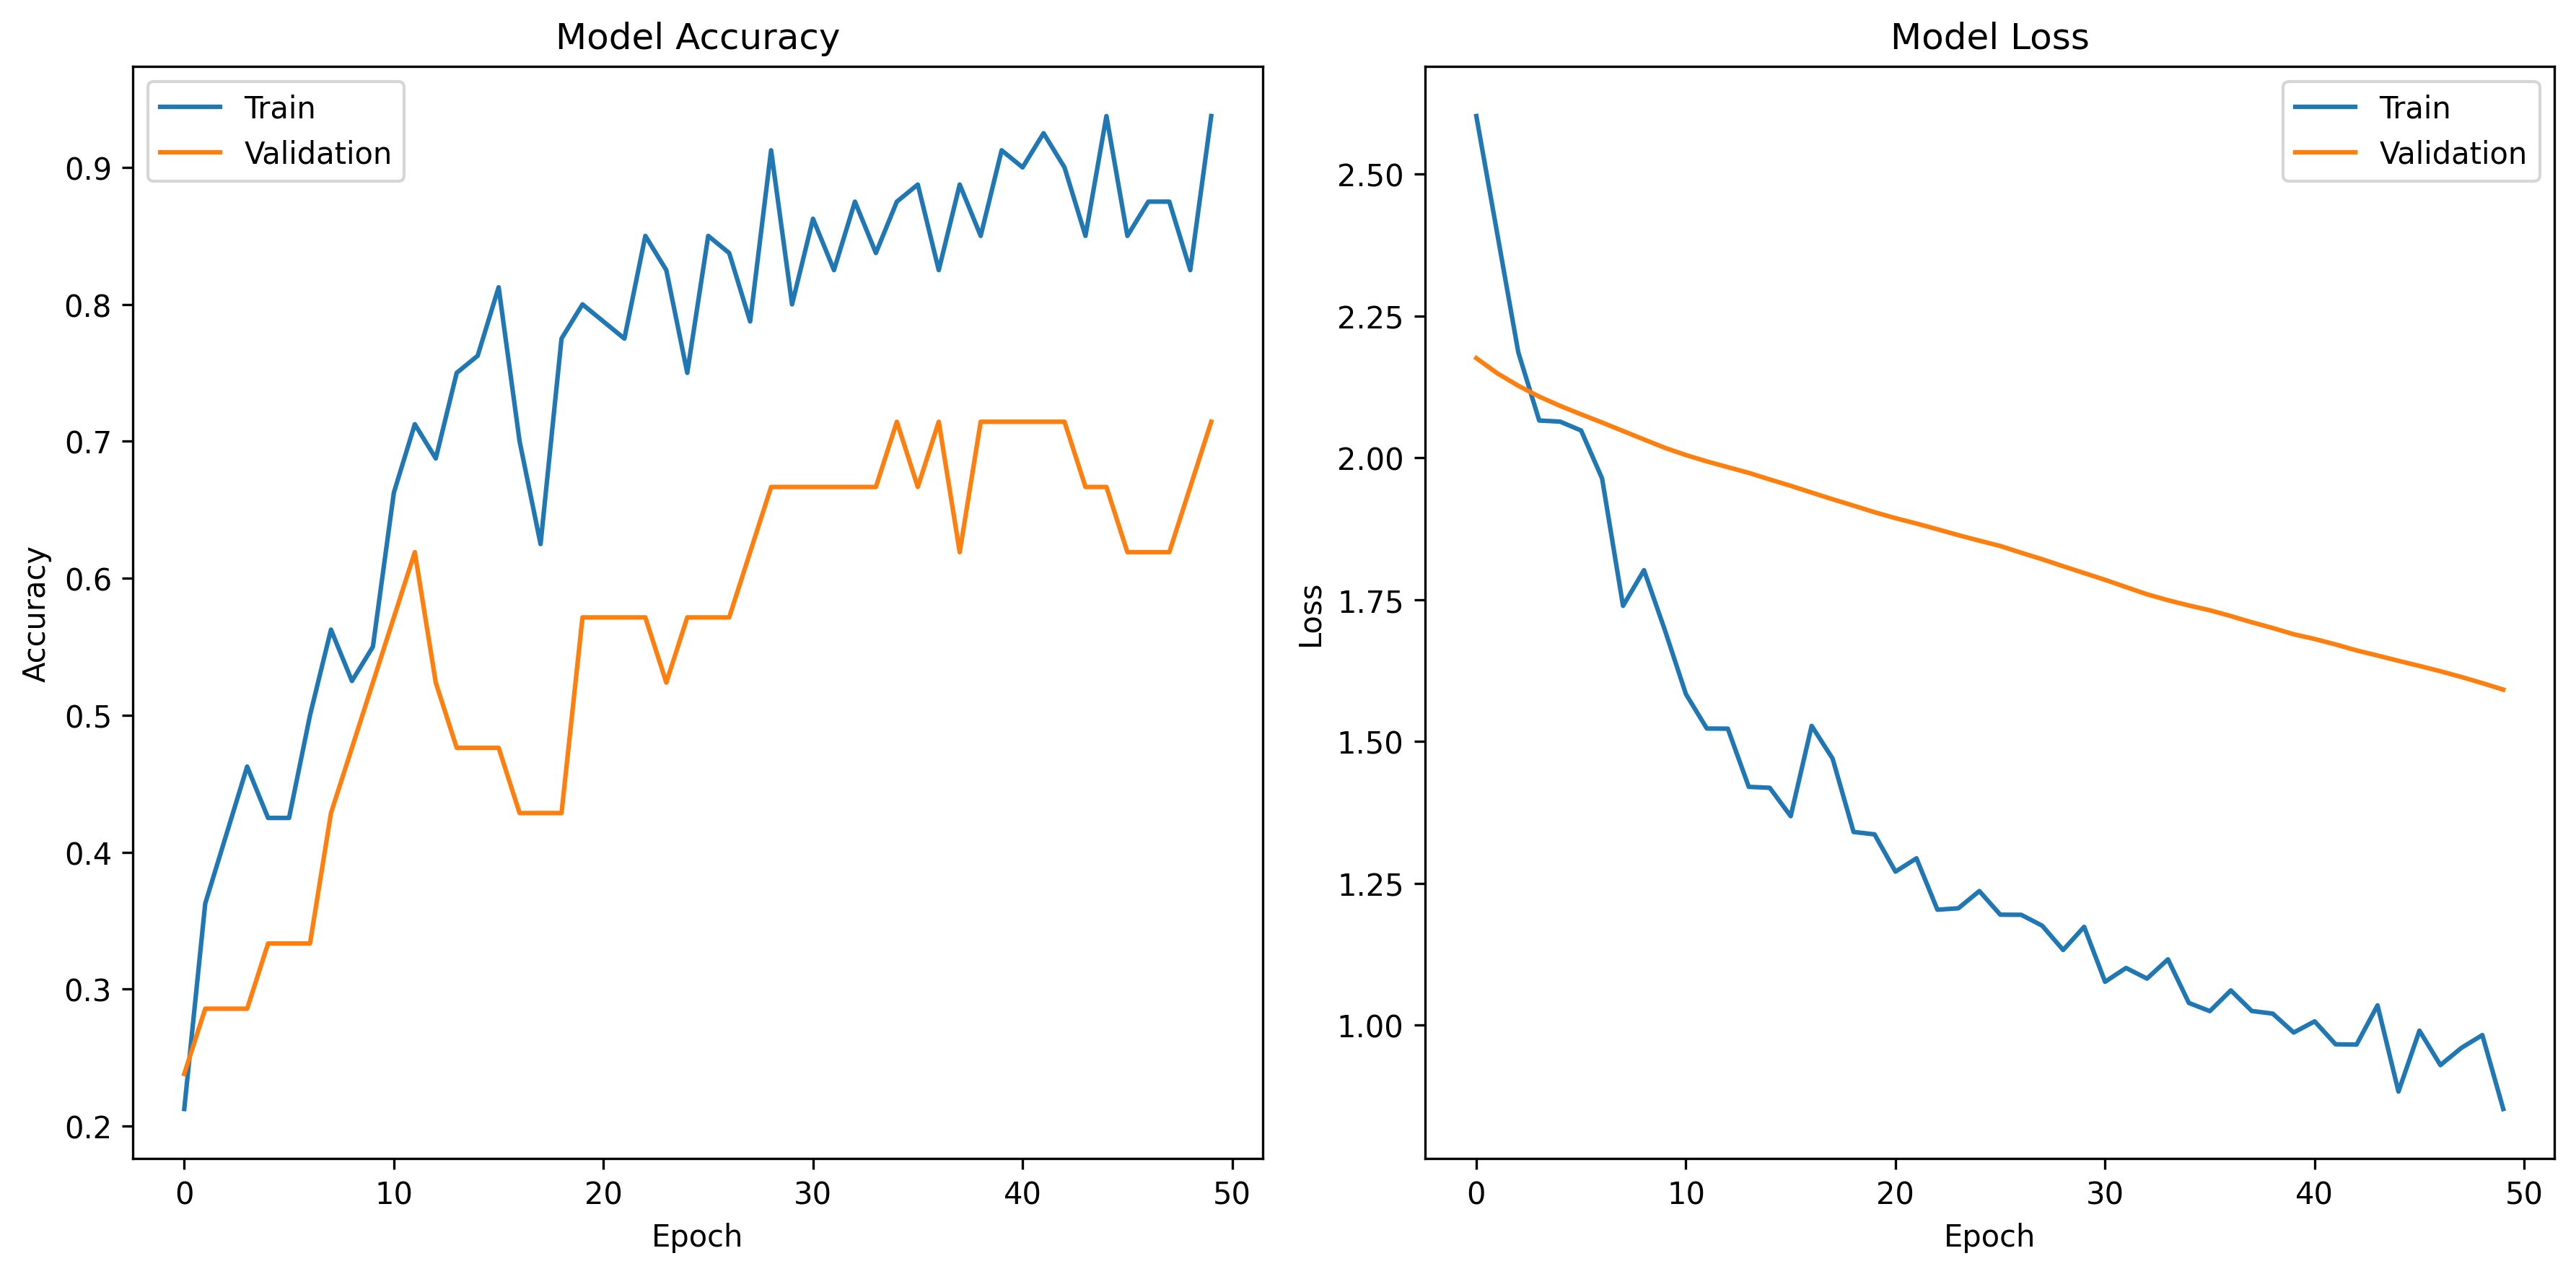 Model Accuracy
Train
Validation
0.9
0.8
0.7
0.6
0.5
0.4
0.3
0.2
Accuracy
0 10 20 30 40 50
Epoch
Model Loss
Train
Validation
2.50
2.25
2.00
1.75
1.50
1.25
1.00
Loss
0 10 20 30 40 50
Epoch